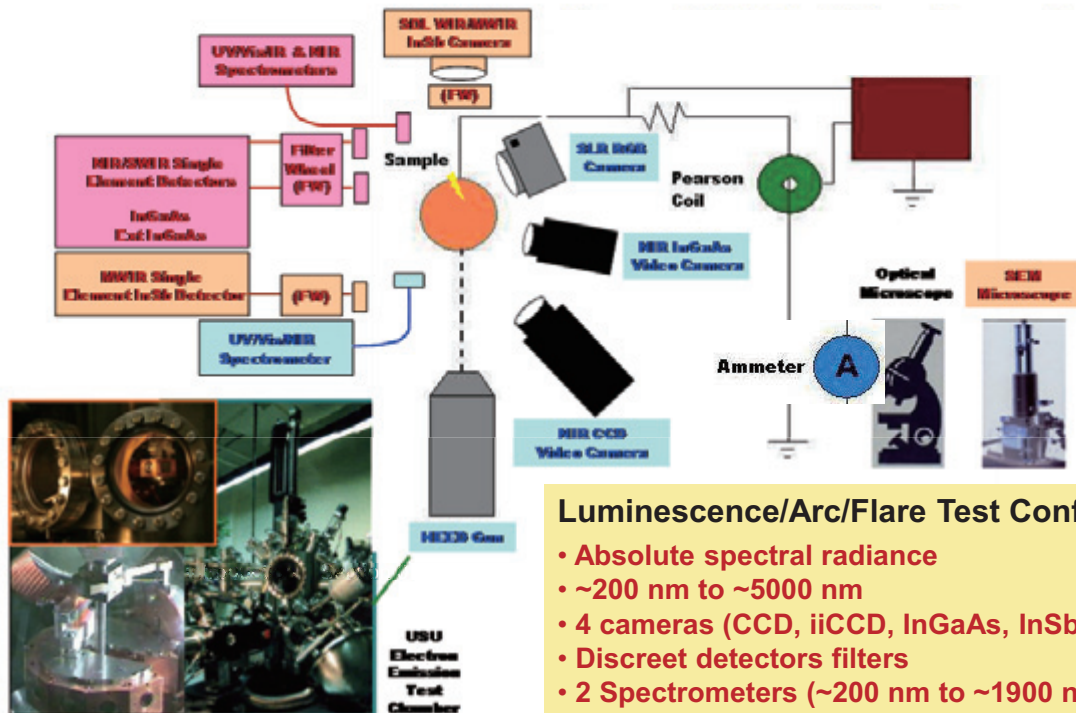 InSb Camera
(FW)
UV/Vis/IR & NIR
Spectrometers
NIR/SWIR Single
Element Detectors
InGaAs
Ext InGaAs
Filter
Wheel
(FW)
Sample
SLR RGB
Camera
Pearson
Coil
NIR InGaAs
Video Camera
MWIR Single
Element InSb Detector
(FW)
UV/Vis/NIR
Spectrometer
Optical
Microscope
SEM
Microscope
Ammeter
A
NIR CCD
Video Camera
Gun
USU
Electron
Emission
Test
Chamber
Luminescence/Arc/Flare Test Conf
• Absolute spectral radiance
• ~200 nm to ~5000 nm
• 4 cameras (CCD, iiCCD, InGaAs, InSb
• Discreet detectors filters
• 2 Spectrometers (~200 nm to ~1900 n